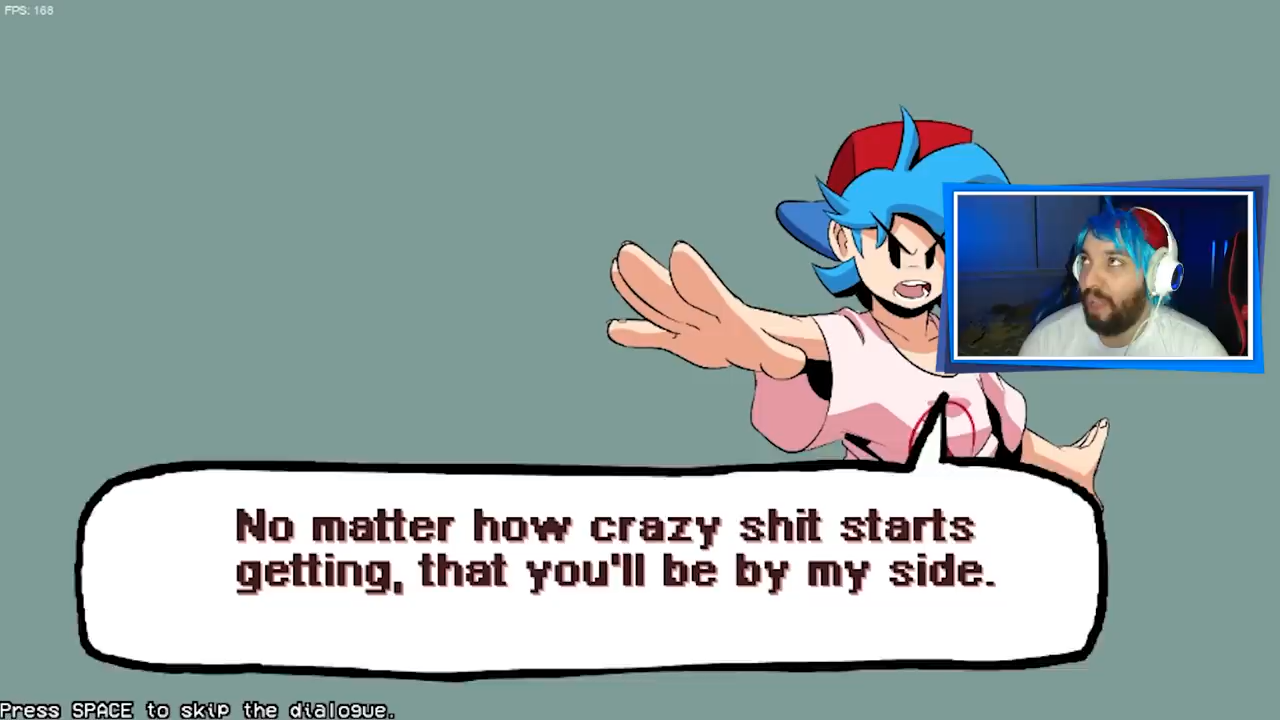 FPS: 168
No matter how crazy shit starts
getting, that you'll be by my side.
Press SPACE to skip the dialogue.